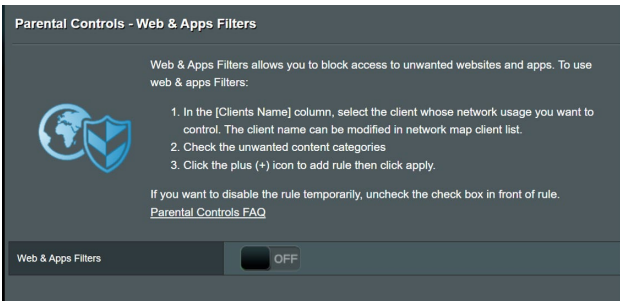 Parental Controls - Web & Apps Filters
Web & Apps Filters allows you to block access to unwanted websites and apps. To use
web & apps Filters:
1. In the [Clients Name] column, select the client whose network usage you want to
control. The client name can be modified in network map client list.
2. Check the unwanted content categories
3. Click the plus (+) icon to add rule then click apply.
If you want to disable the rule temporarily, uncheck the check box in front of rule.
Parental Controls FAQ
Web & Apps Filters
OFF